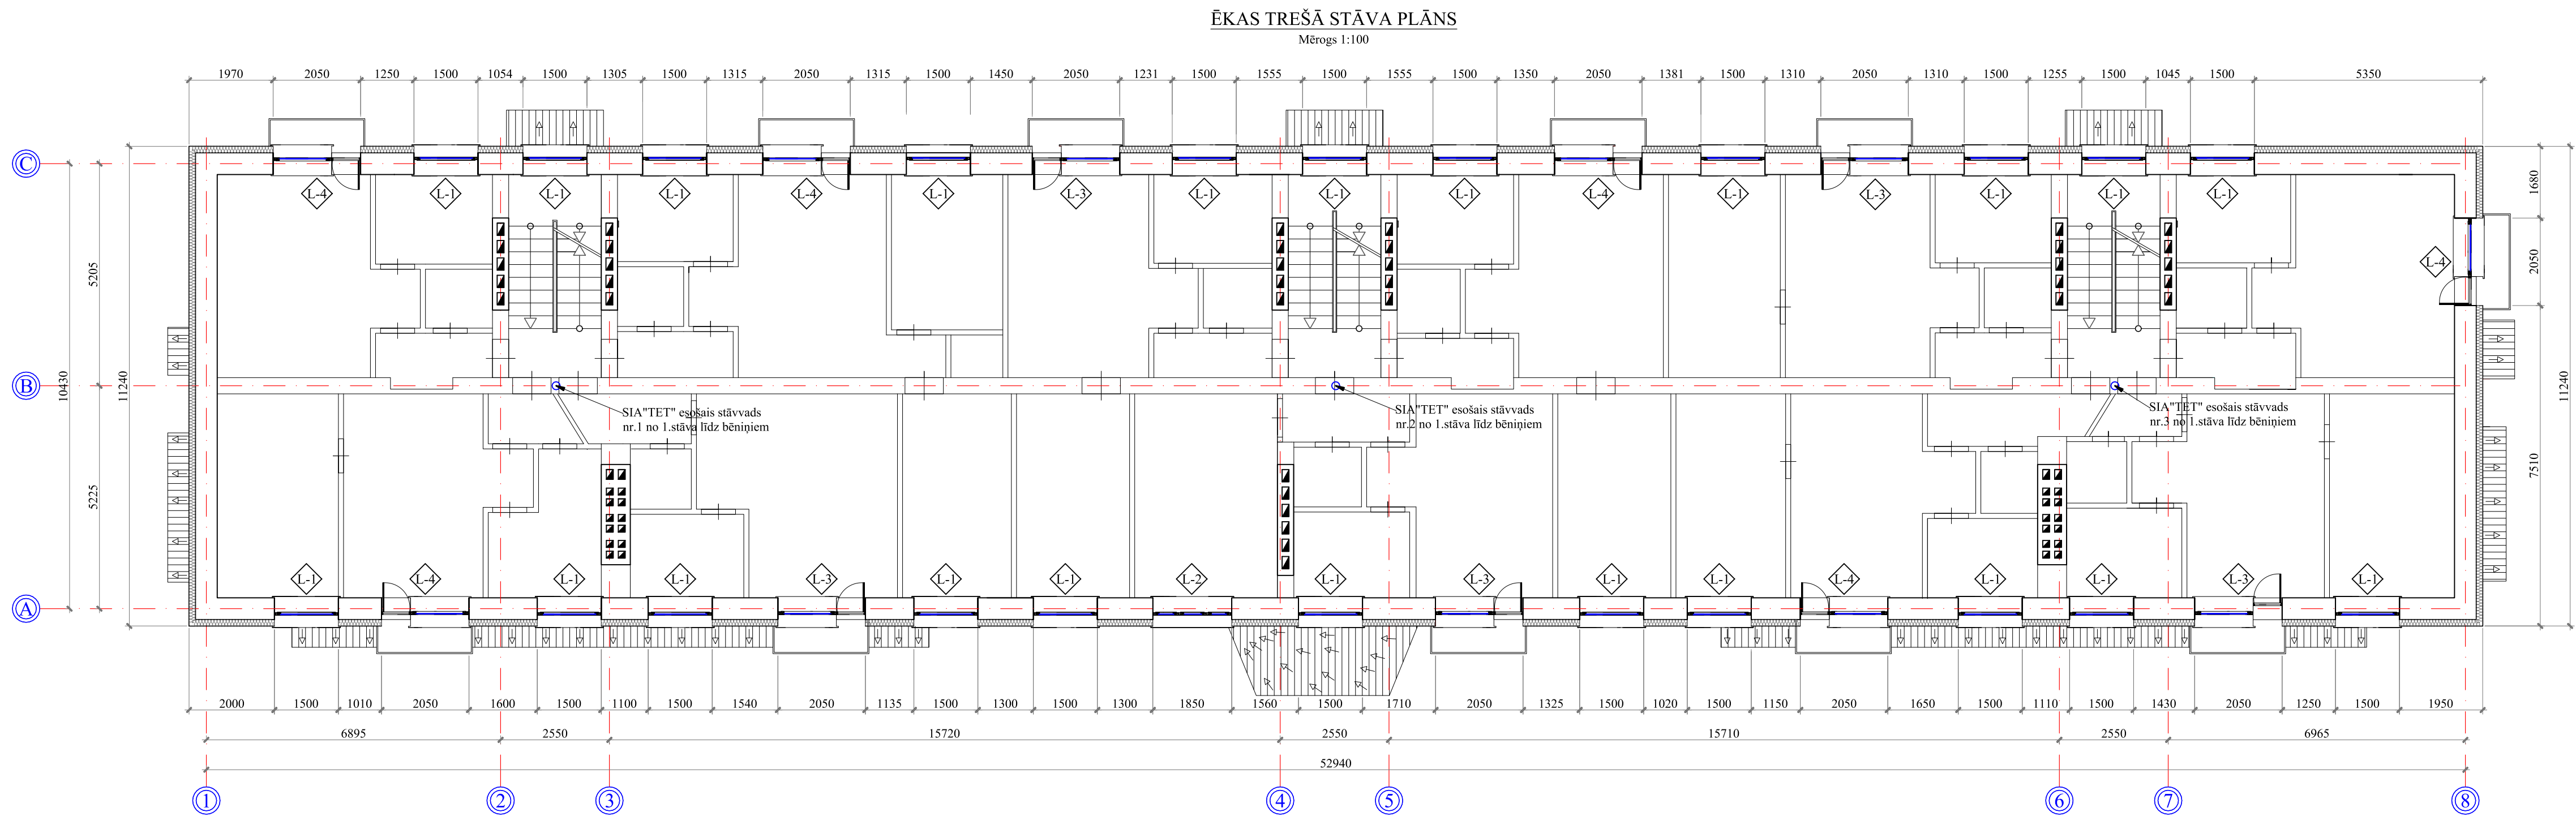 ĒKAS TREŠĀ STĀVA PLĀNS
Mērogs 1:100
1970 2050 1250 1500 1054 1500 1305 1500 1315 2050 1315 1500 1450 2050 1231 1500 1555 1500 1555 1500 1350 2050 1381 1500 1310 2050 1310 1500 1255 1500 1045 1500 5350
C
L-4 L-1 L-1 L-1 L-4 L-1 L-3 L-1 L-1 L-1 L-4 L-1 L-3 L-1 L-1 L-1
1680
5205
2050
L-4
B
10430
11240
11240
SIA"TET" esošais stāvvads
nr.1 no 1.stāva līdz bēniņiem
SIA"TET" esošais stāvvads
nr.2 no 1.stāva līdz bēniņiem
SIA"TET" esošais stāvvads
nr.3 no 1.stāva līdz bēniņiem
5225
7510
L-1 L-4 L-1 L-1 L-3 L-1 L-1 L-2 L-1 L-3 L-1 L-1 L-4 L-1 L-1 L-3 L-1
A
2000 1500 1010 2050 1600 1500 1100 1500 1540 2050 1135 1500 1300 1500 1300 1850 1560 1500 1710 2050 1325 1500 1020 1500 1150 2050 1650 1500 1110 1500 1430 2050 1250 1500 1950
6895 2550 15720 2550 15710 2550 6965
52940
1 2 3 4 5 6 7 8